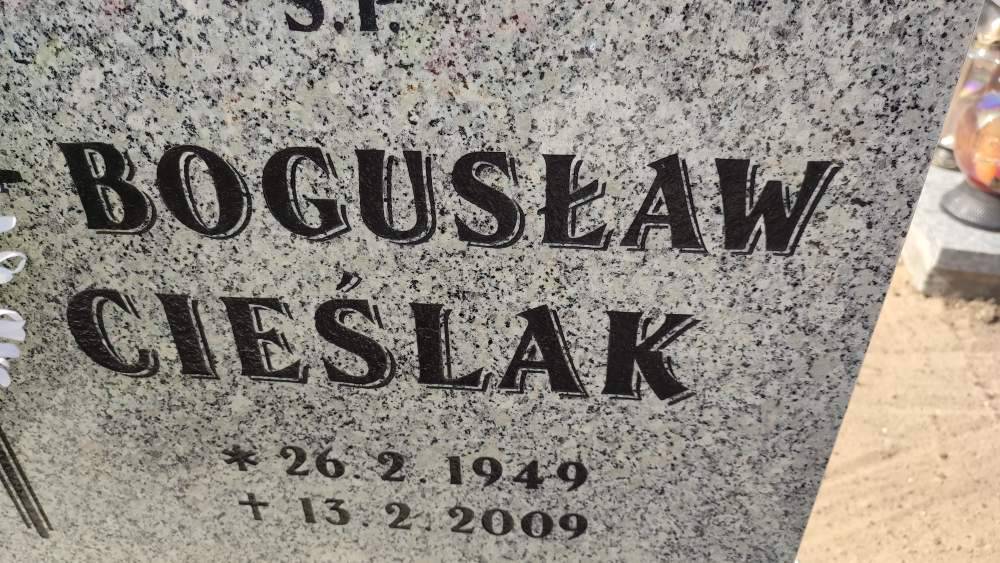 Ś.P.
BOGUSŁAW
CIEŚLAK
* 26.2.1949
† 13.2.2009